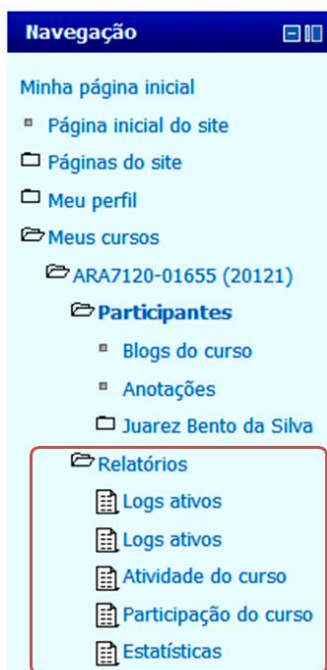 Navegação
Minha página inicial
Página inicial do site
Páginas do site
Meu perfil
Meus cursos
ARA7120-01655 (20121)
Participantes
Blogs do curso
Anotações
Juarez Bento da Silva
Relatórios
Logs ativos
Logs ativos
Atividade do curso
Participação do curso
Estatísticas